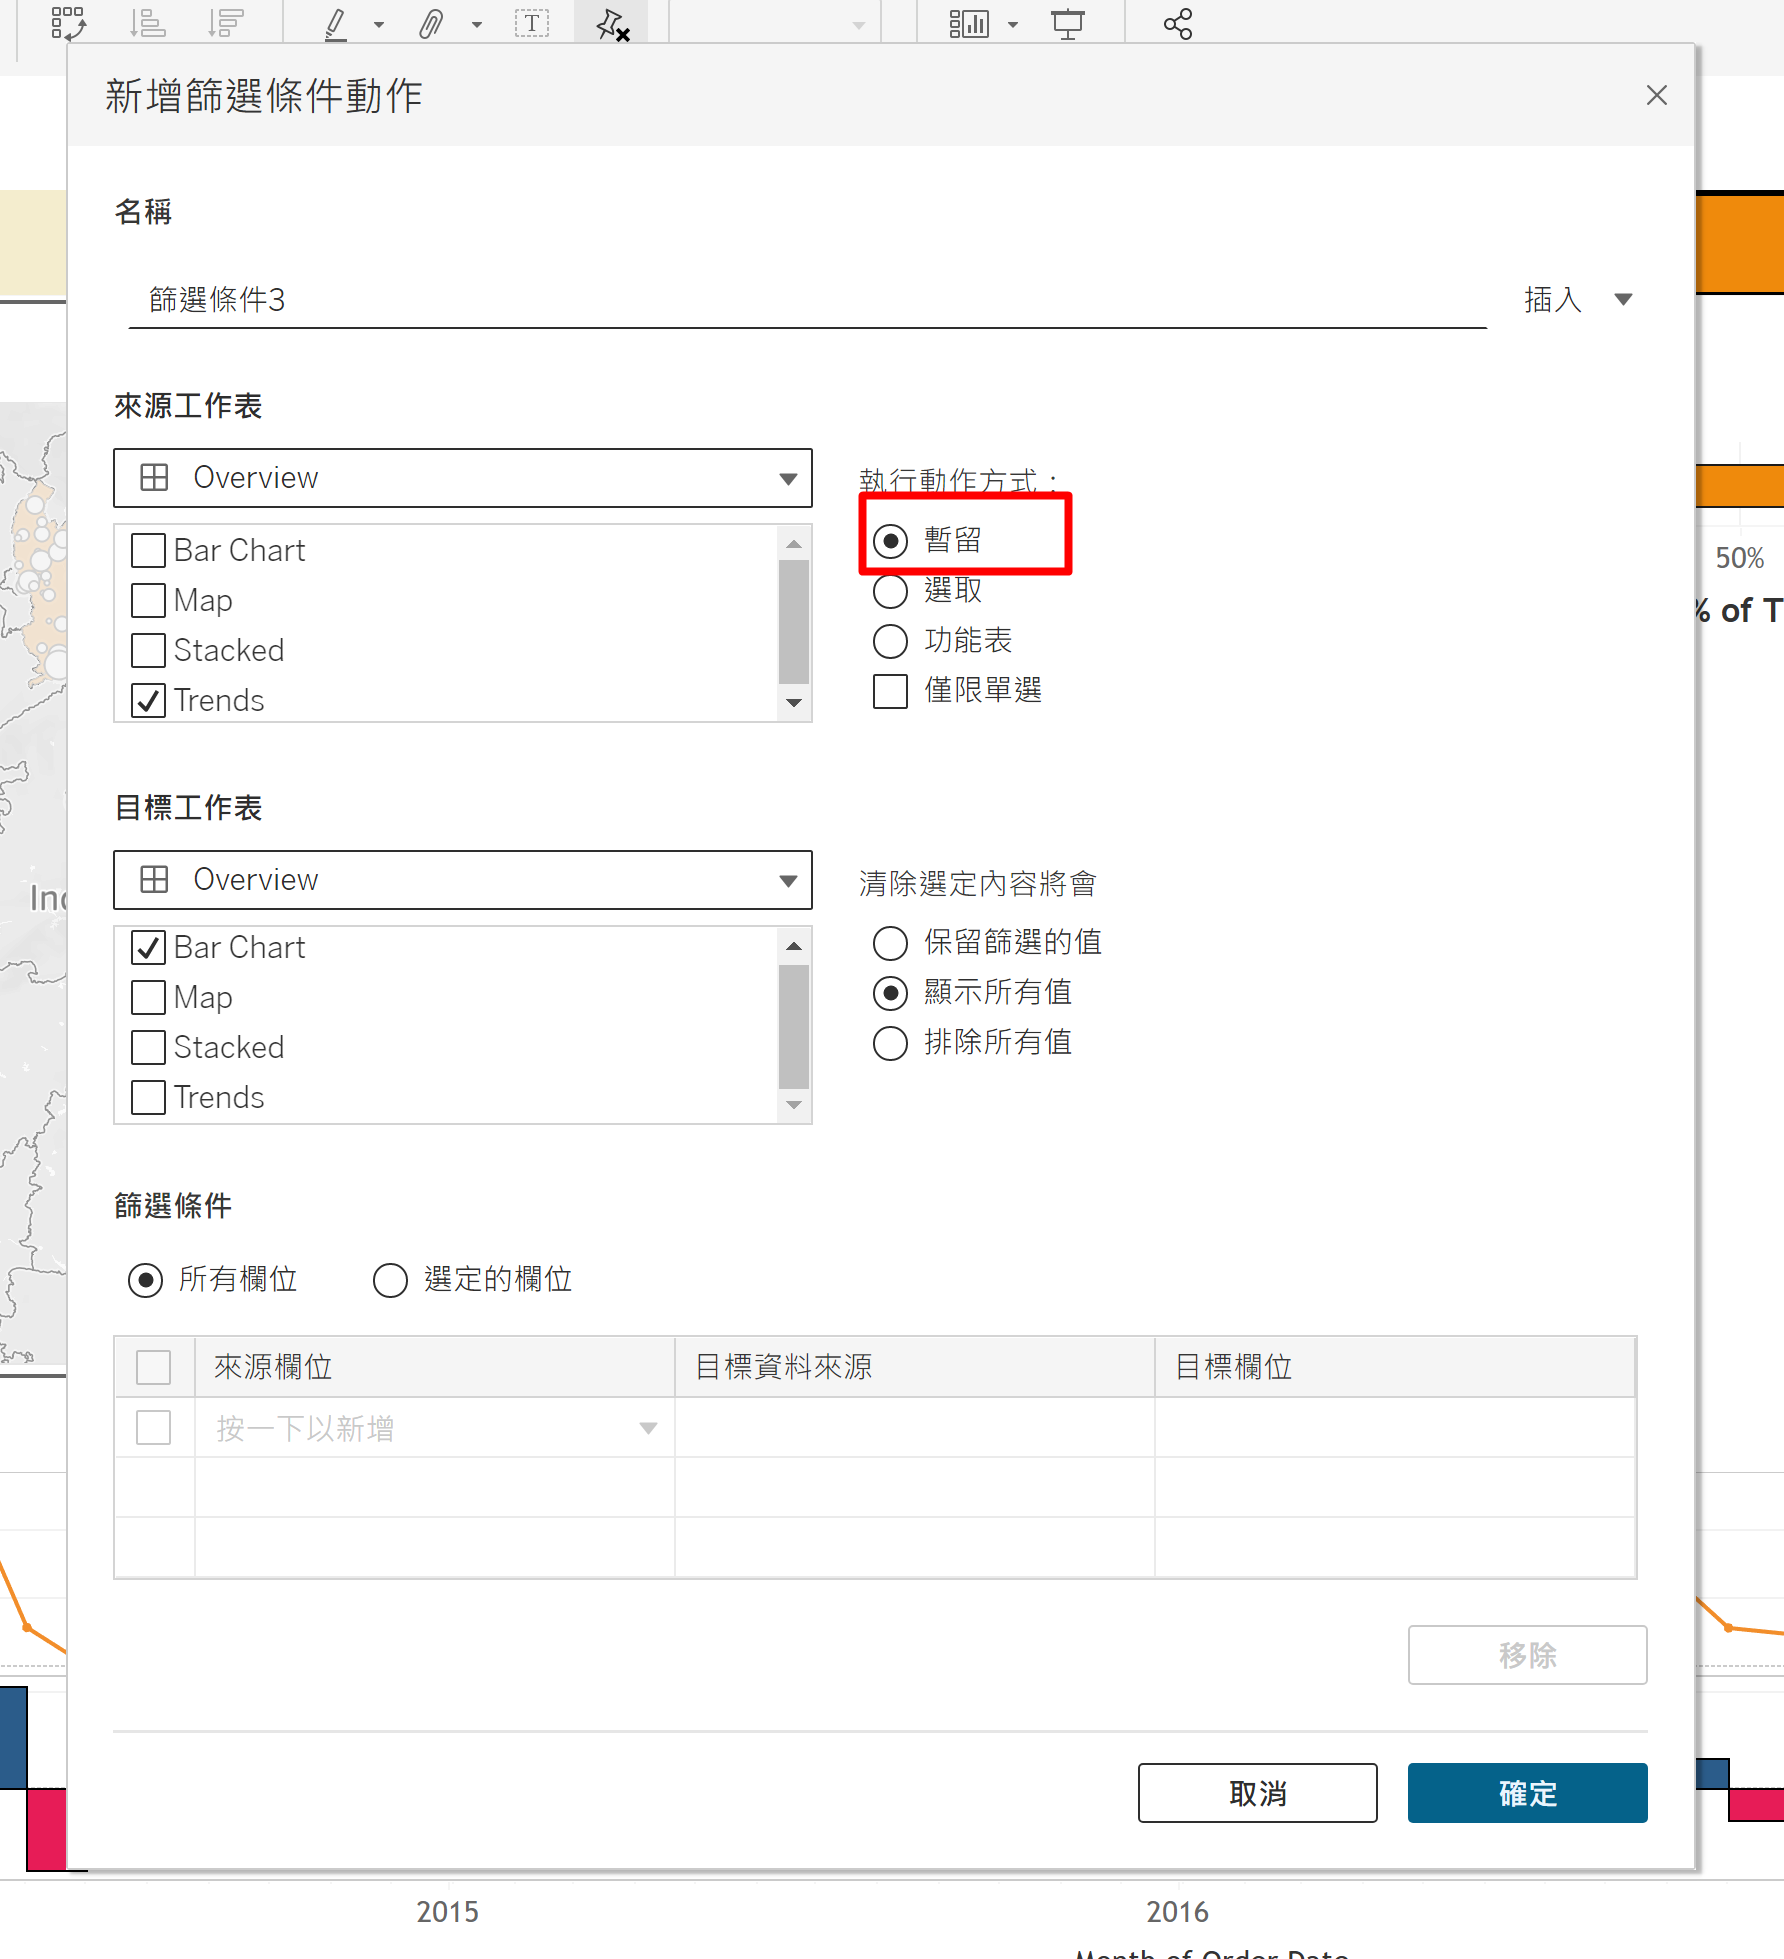 T
新增篩選條件動作
名稱
篩選條件3
插入
來源工作表
Overview
執行動作方式：
Bar Chart
Map
Stacked
Trends
暫留
選取
功能表
僅限單選
50%
% of T
目標工作表
Overview
清除選定內容將會
Bar Chart
Map
Stacked
Trends
保留篩選的值
顯示所有值
排除所有值
篩選條件
所有欄位
選定的欄位
來源欄位 目標資料來源 目標欄位
按一下以新增
移除
取消
確定
2015
2016
Month of Order Date